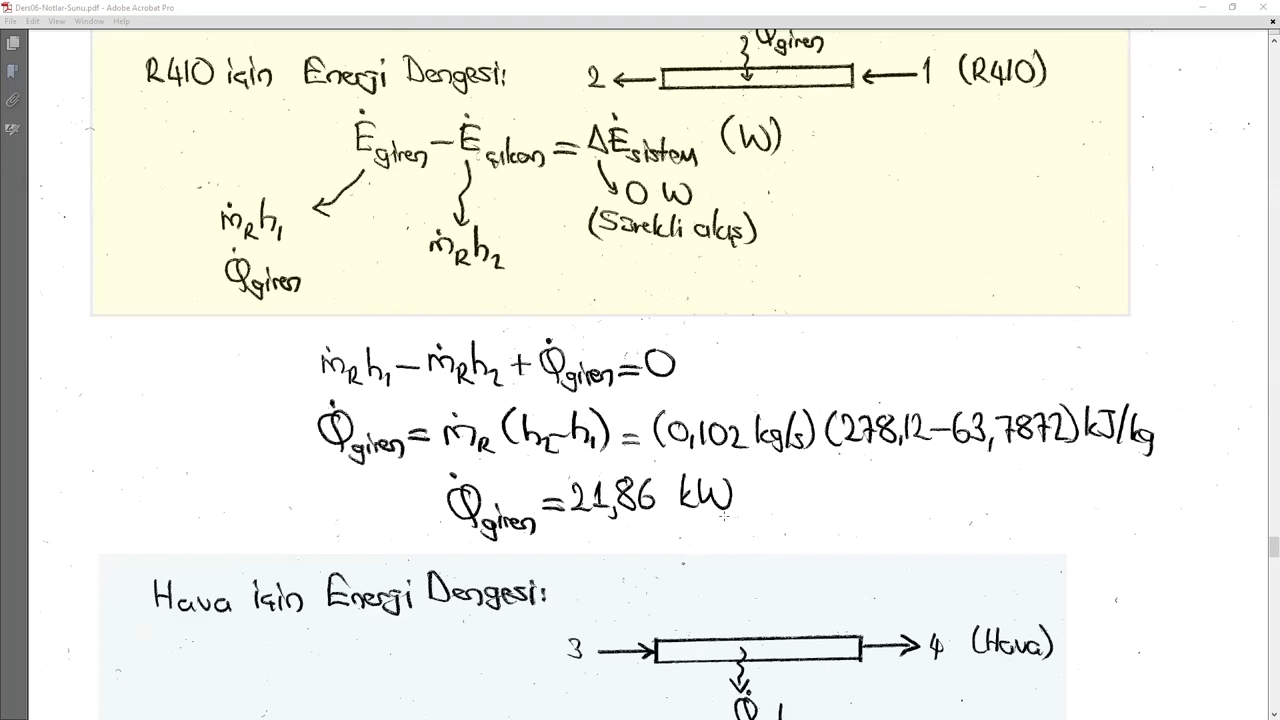 Ders06-Notlar-Sunu.pdf - Adobe Acrobat Pro
File Edit View Window Help
R410 için Energi Dengesi:
Q̇giren
2 ← ← 1 (R410)
Ėgiren − Ėçıkan = ΔĖsistem (W)
0 W
(Sürekli akış)
ṁRh1
ṁRh2
Q̇giren
ṁRh1 − ṁRh2 + Q̇giren = 0
Q̇giren = ṁR (h2−h1) = (0,102 kg/s) (278,12−63,7872) kJ/kg
Q̇giren = 21,86 kW
Hava için Energi Dengesi:
3 → → 4 (Hava)